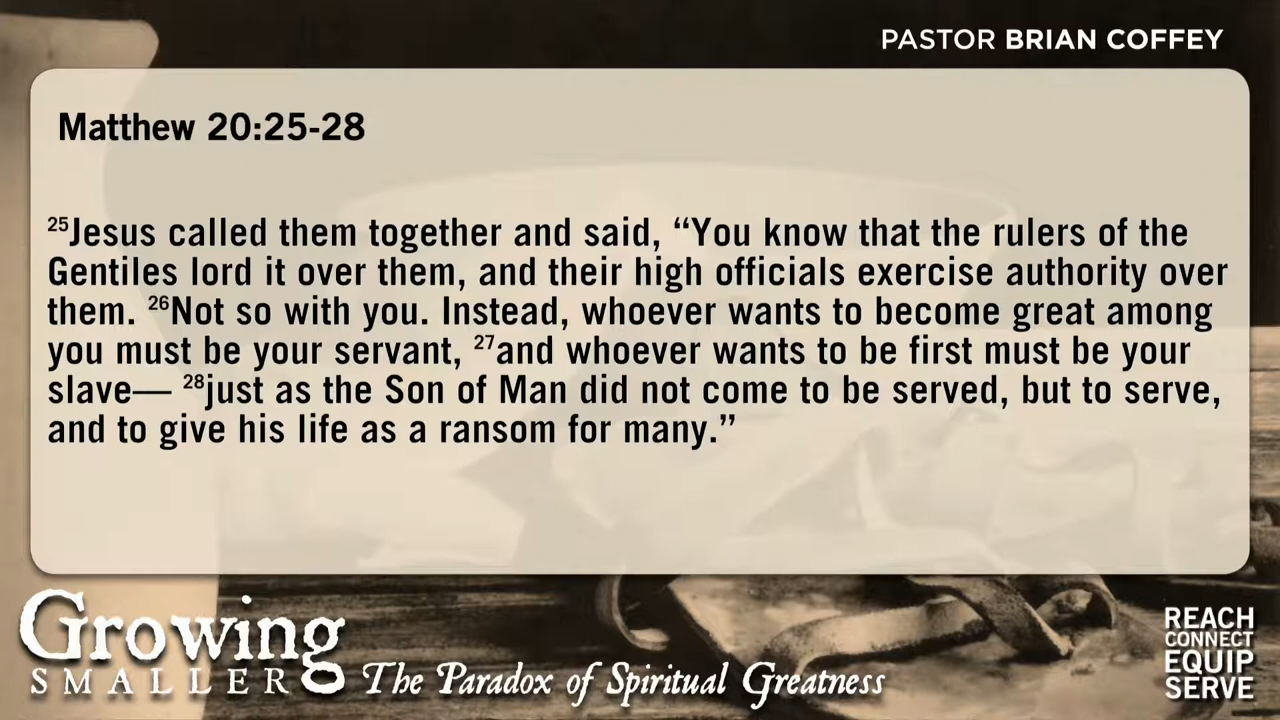 PASTOR BRIAN COFFEY
Matthew 20:25-28
25Jesus called them together and said, “You know that the rulers of the
Gentiles lord it over them, and their high officials exercise authority over
them. 26Not so with you. Instead, whoever wants to become great among
you must be your servant, 27and whoever wants to be first must be your
slave— 28just as the Son of Man did not come to be served, but to serve,
and to give his life as a ransom for many.”
Growing
SMALLER
The Paradox of Spiritual Greatness
REACH
CONNECT
EQUIP
SERVE